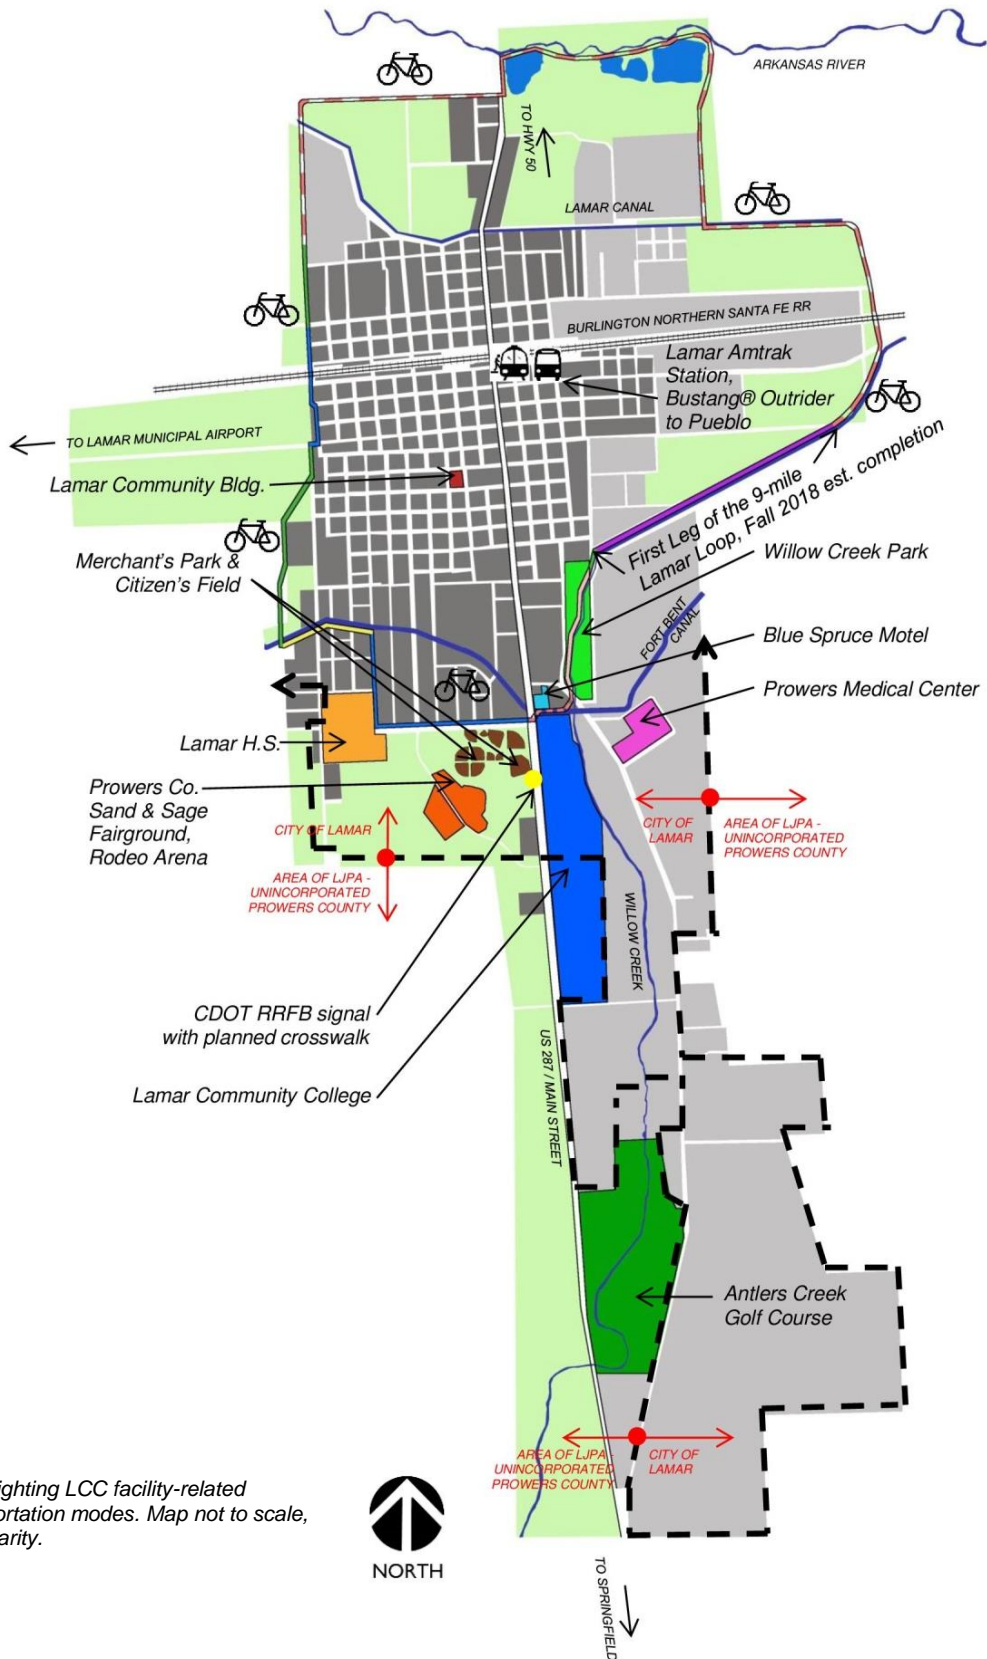 ARKANSAS RIVER
TO HWY 50
LAMAR CANAL
BURLINGTON NORTHERN SANTA FE RR
Lamar Amtrak
Station,
Bustang® Outrider
to Pueblo
TO LAMAR MUNICIPAL AIRPORT
Lamar Community Bldg.
First Leg of the 9-mile
Lamar Loop, Fall 2018 est. completion
Merchant's Park &
Citizen's Field
Willow Creek Park
FORT BENT
CANAL
Blue Spruce Motel
Prowers Medical Center
Lamar H.S.
Prowers Co.
Sand & Sage
Fairground,
Rodeo Arena
CITY OF LAMAR
AREA OF LJPA -
UNINCORPORATED
PROWERS COUNTY
CITY OF
LAMAR
AREA OF LJPA -
UNINCORPORATED
PROWERS COUNTY
WILLOW CREEK
CDOT RRFB signal
with planned crosswalk
US 287 / MAIN STREET
Lamar Community College
Antlers Creek
Golf Course
AREA OF LJPA -
UNINCORPORATED
PROWERS COUNTY
CITY OF
LAMAR
ighting LCC facility-related
ortation modes. Map not to scale,
arity.
NORTH
TO SPRINGFIELD